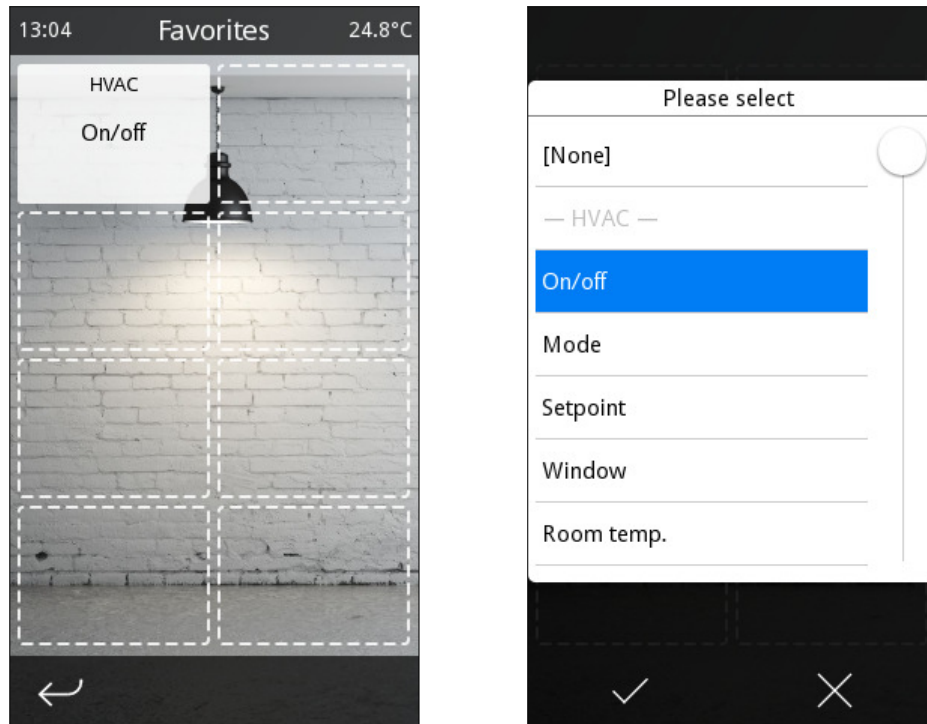 13:04 Favorites 24.8°C
HVAC
On/off
Please select
[None]
— HVAC —
On/off
Mode
Setpoint
Window
Room temp.